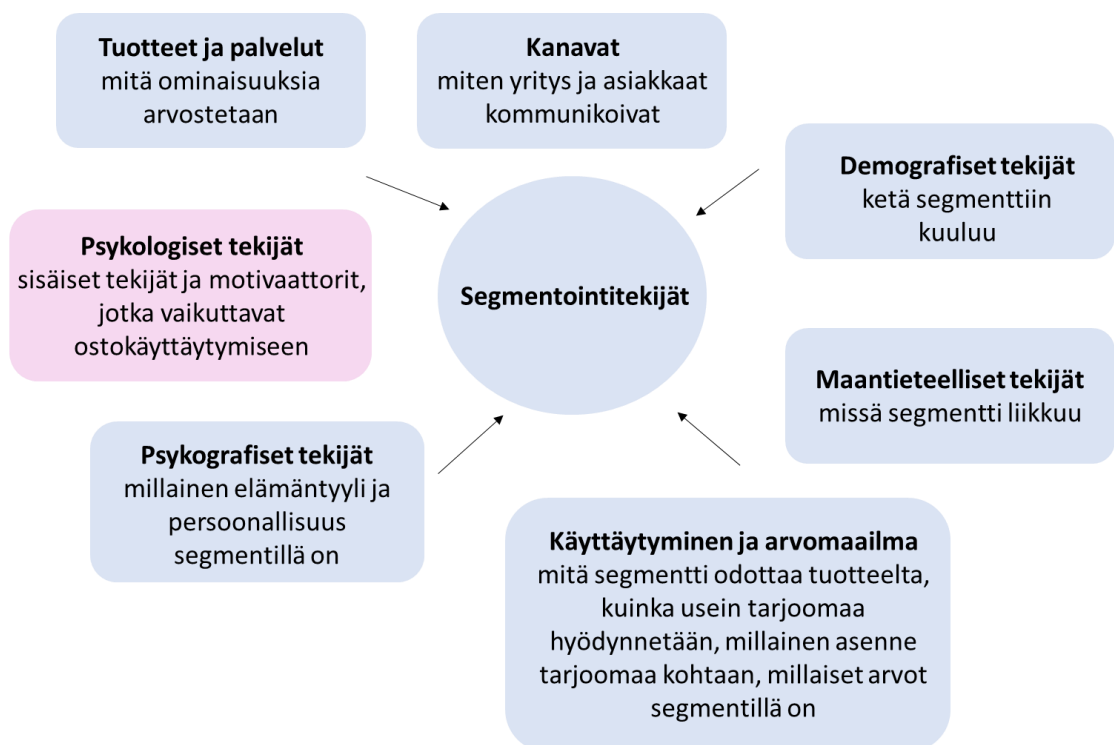 Tuotteet ja palvelut
mitä ominaisuuksia
arvostetaan
Kanavat
miten yritys ja asiakkaat
kommunikoivat
Demografiset tekijät
ketä segmenttiin
kuuluu
Psykologiset tekijät
sisäiset tekijät ja motivaattorit,
jotka vaikuttavat
ostokäyttäytymiseen
Segmentointitekijät
Maantieteelliset tekijät
missä segmentti liikkuu
Psykografiset tekijät
millainen elämäntyyli ja
persoonallisuus
segmentillä on
Käyttäytyminen ja arvomaailma
mitä segmentti odottaa tuotteelta,
kuinka usein tarjoomaa
hyödynnetään, millainen asenne
tarjoomaa kohtaan, millaiset arvot
segmentillä on